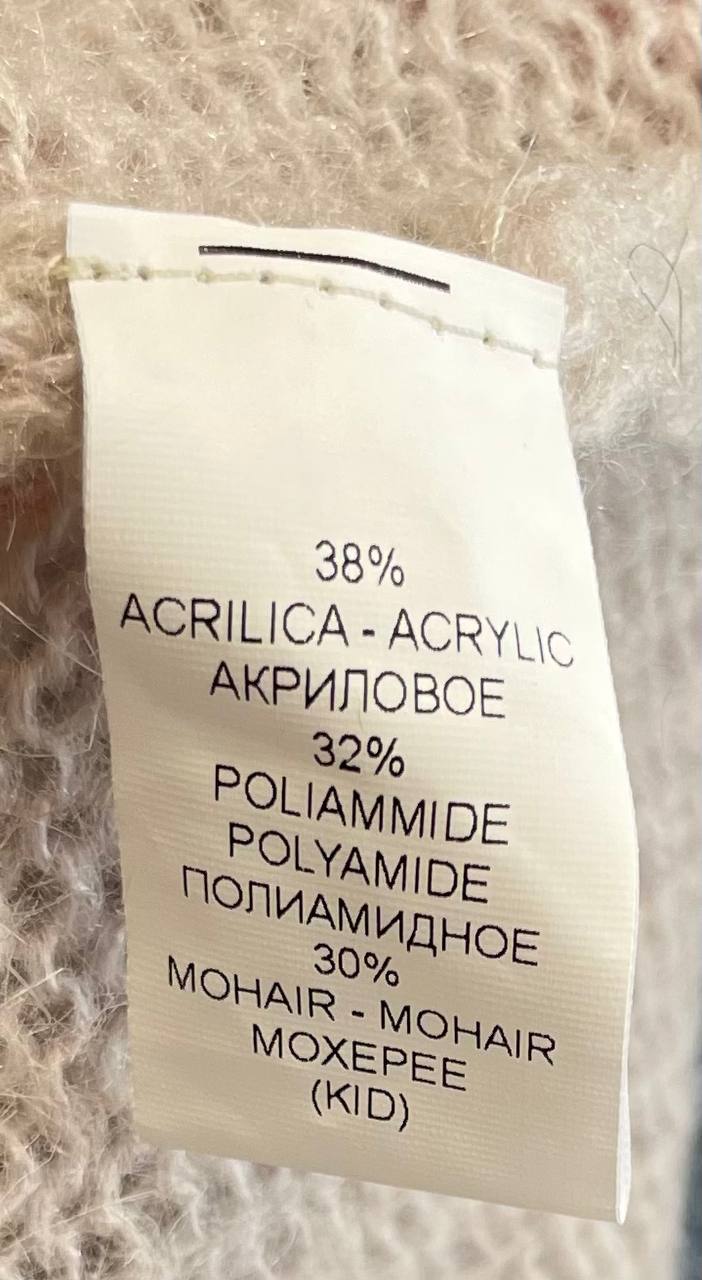 38%
ACRILICA - ACRYLIC
АКРИЛОВОЕ
32%
POLIAMMIDE
POLYAMIDE
ПОЛИАМИДНОЕ
30%
MOHAIR - MOHAIR
МОХЕРЕЕ
(KID)